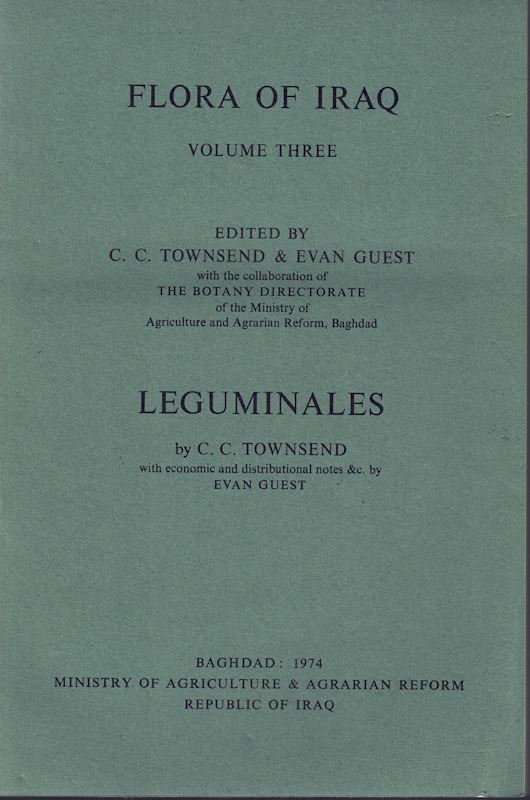 FLORA OF IRAQ
VOLUME THREE
EDITED BY
C. C. TOWNSEND & EVAN GUEST
with the collaboration of
THE BOTANY DIRECTORATE
of the Ministry of
Agriculture and Agrarian Reform, Baghdad
LEGUMINALES
by C. C. TOWNSEND
with economic and distributional notes &c. by
EVAN GUEST
BAGHDAD: 1974
MINISTRY OF AGRICULTURE & AGRARIAN REFORM
REPUBLIC OF IRAQ